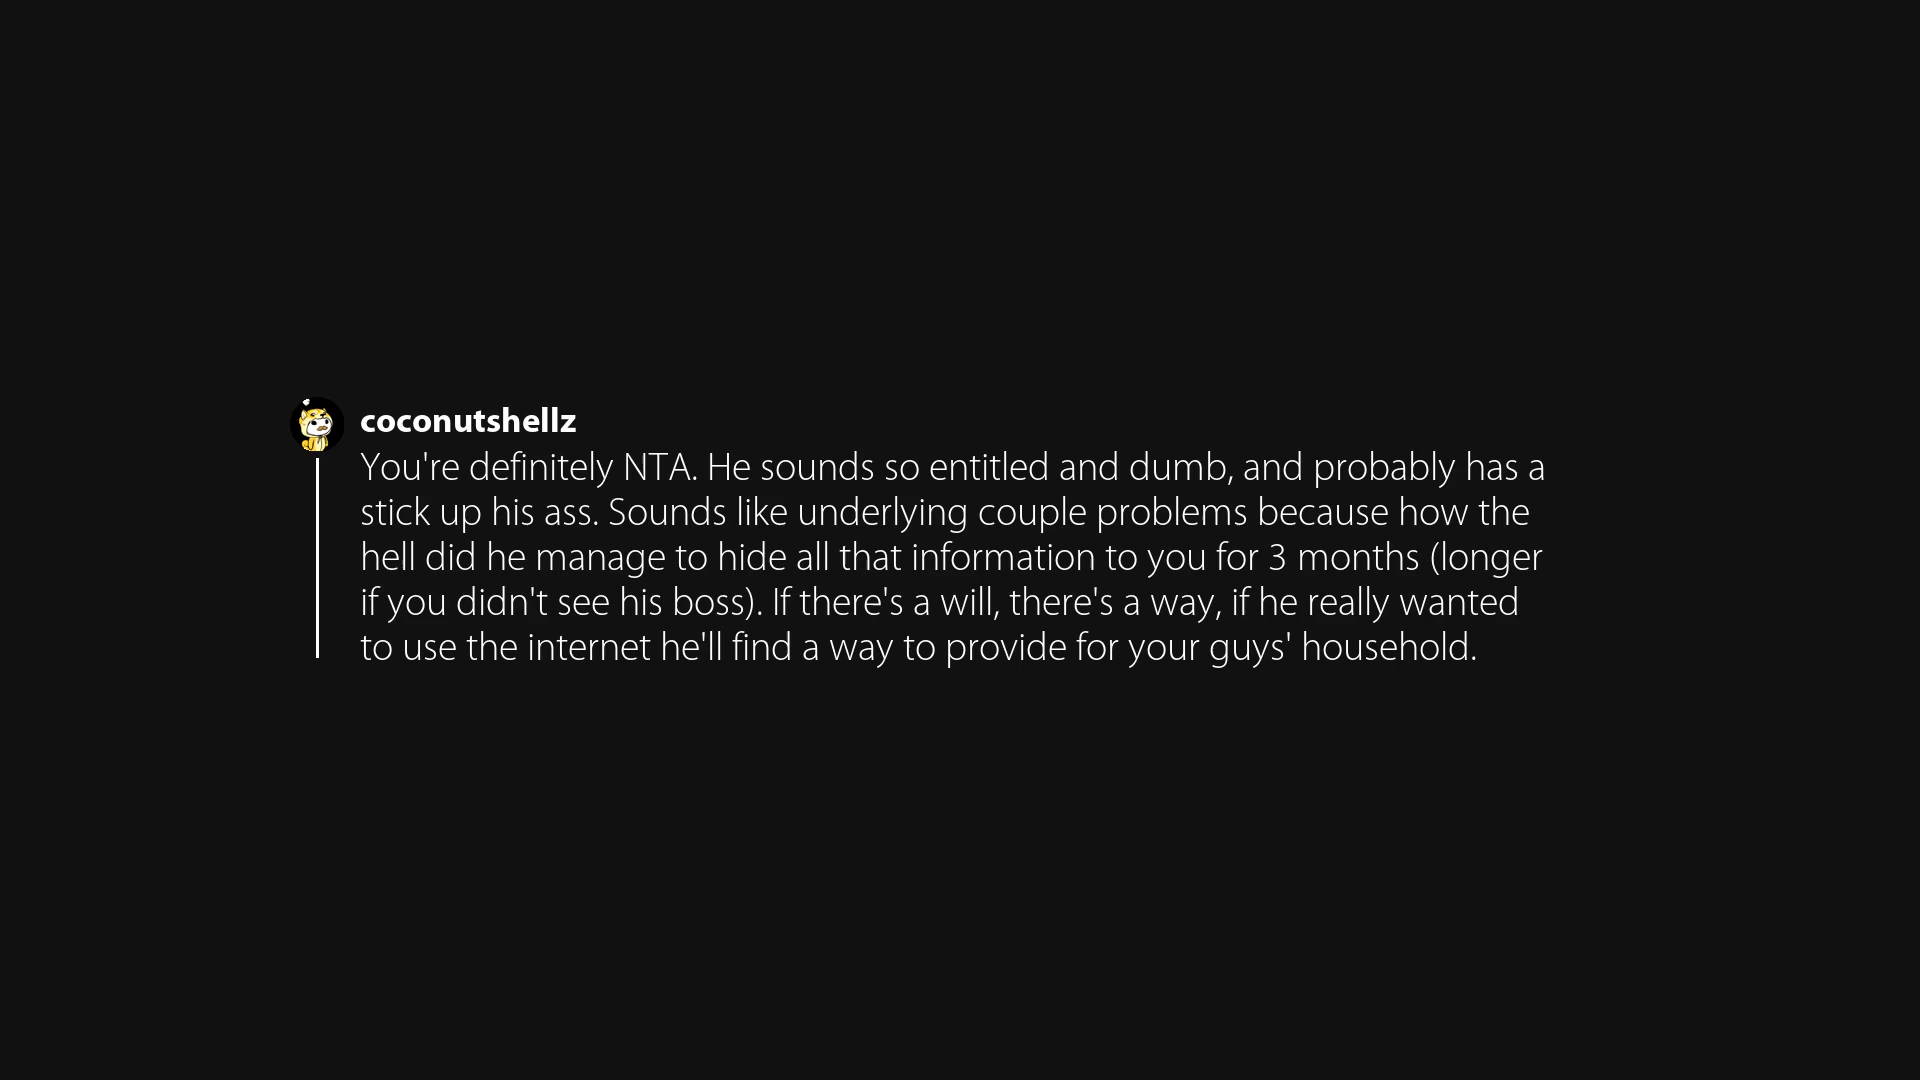 coconutshellz
You're definitely NTA. He sounds so entitled and dumb, and probably has a
stick up his ass. Sounds like underlying couple problems because how the
hell did he manage to hide all that information to you for 3 months (longer
if you didn't see his boss). If there's a will, there's a way, if he really wanted
to use the internet he'll find a way to provide for your guys' household.